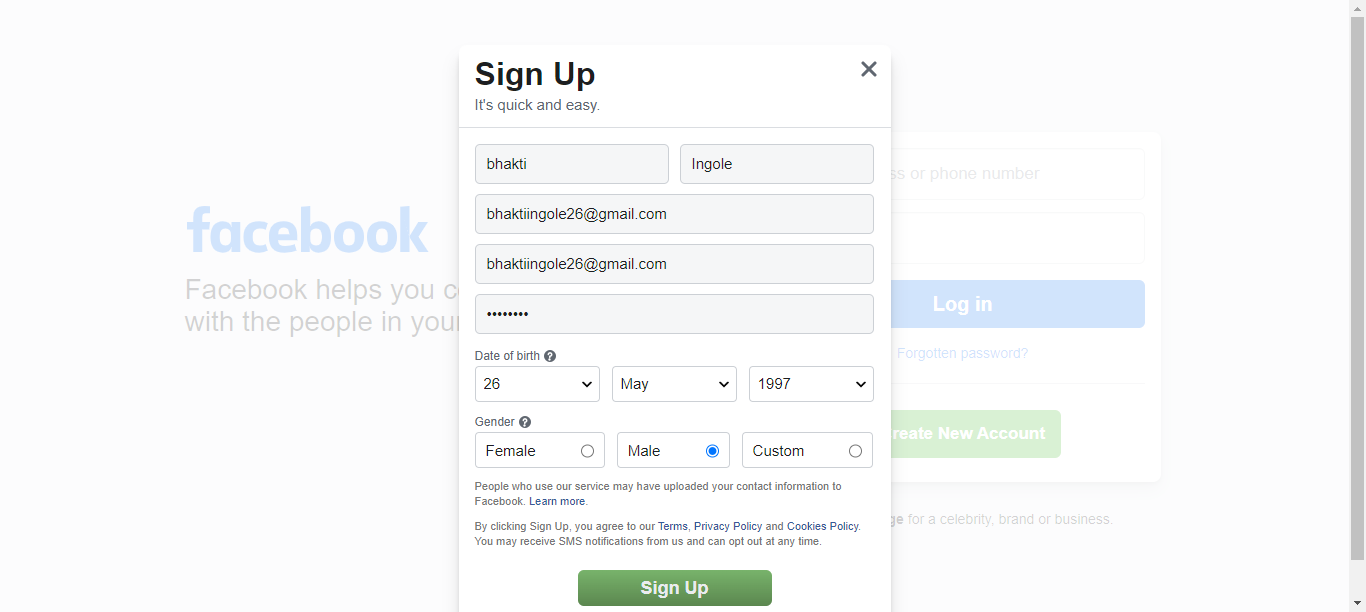 Sign Up
It's quick and easy.
bhakti Ingole
bhaktiingole26@gmail.com
bhaktiingole26@gmail.com
••••••••
Date of birth ?
26 May 1997
Gender ?
Female Male Custom
People who use our service may have uploaded your contact information to
Facebook. Learn more.
By clicking Sign Up, you agree to our Terms, Privacy Policy and Cookies Policy.
You may receive SMS notifications from us and can opt out at any time.
Sign Up
facebook
Facebook helps you
with the people in your
or phone number
Log in
Forgotten password?
New Account
for a celebrity, brand or business.